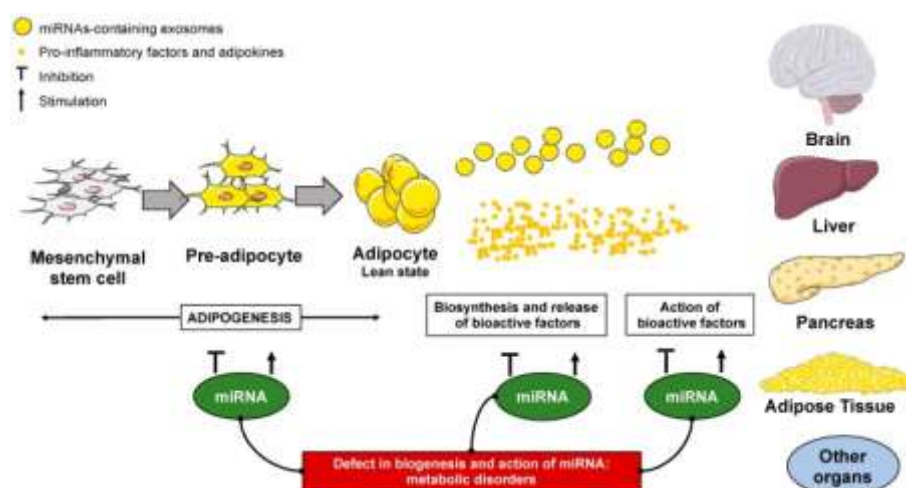 miRNAs-containing exosomes
Pro-inflammatory factors and adipokines
Inhibition
Stimulation
Mesenchymal
stem cell
Pre-adipocyte
Adipocyte
Lean state
ADIPOGENESIS
Biosynthesis and release
of bioactive factors
Action of
bioactive factors
miRNA
miRNA
miRNA
Defect in biogenesis and action of miRNA:
metabolic disorders
Brain
Liver
Pancreas
Adipose Tissue
Other
organs